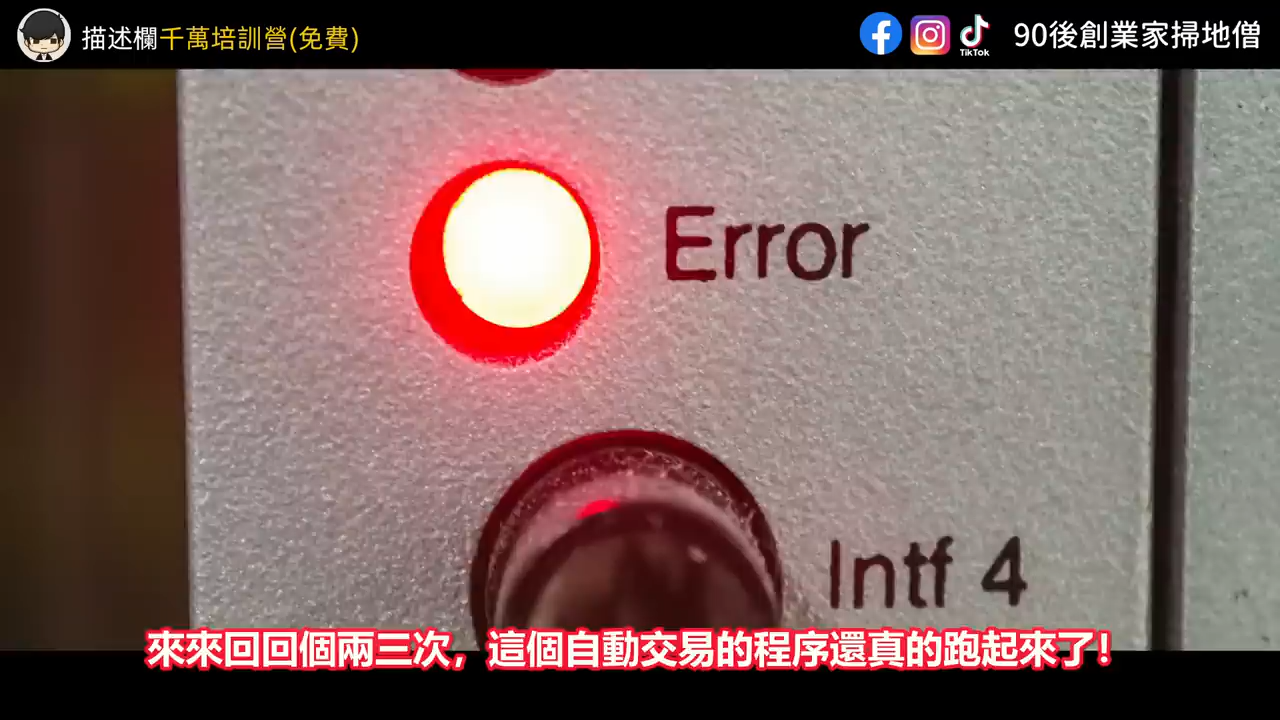 描述欄千萬培訓營(免費)
TikTok
90後創業家掃地僧
Error
Intf 4
來來回回個兩三次，這個自動交易的程序還真的跑起來了！